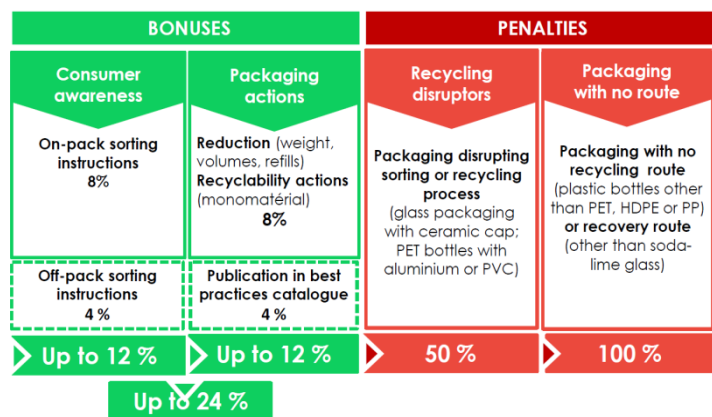 BONUSES
PENALTIES
Consumer
awareness
Packaging
actions
Recycling
disruptors
Packaging
with no route
On-pack sorting
instructions
8%
Reduction (weight,
volumes, refills)
Recyclability actions
(monomatérial)
8%
Packaging disrupting
sorting or recycling
process
(glass packaging
with ceramic cap;
PET bottles with
aluminium or PVC)
Packaging with no
recycling route
(plastic bottles other
than PET, HDPE or PP)
or recovery route
(other than soda-
lime glass)
Off-pack sorting
instructions
4 %
Publication in best
practices catalogue
4 %
Up to 12 %
Up to 12 %
50 %
100 %
Up to 24 %